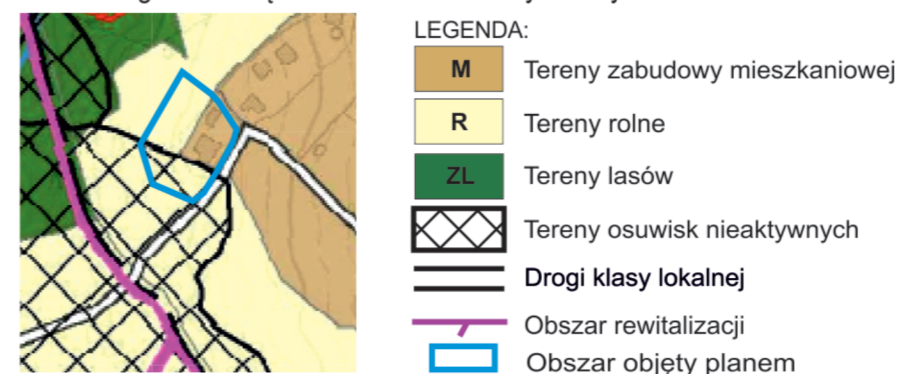 LEGENDA:
M Tereny zabudowy mieszkaniowej
R Tereny rolne
ZL Tereny lasów
Tereny osuwisk nieaktywnych
Drogi klasy lokalnej
Obszar rewitalizacji
Obszar objęty planem